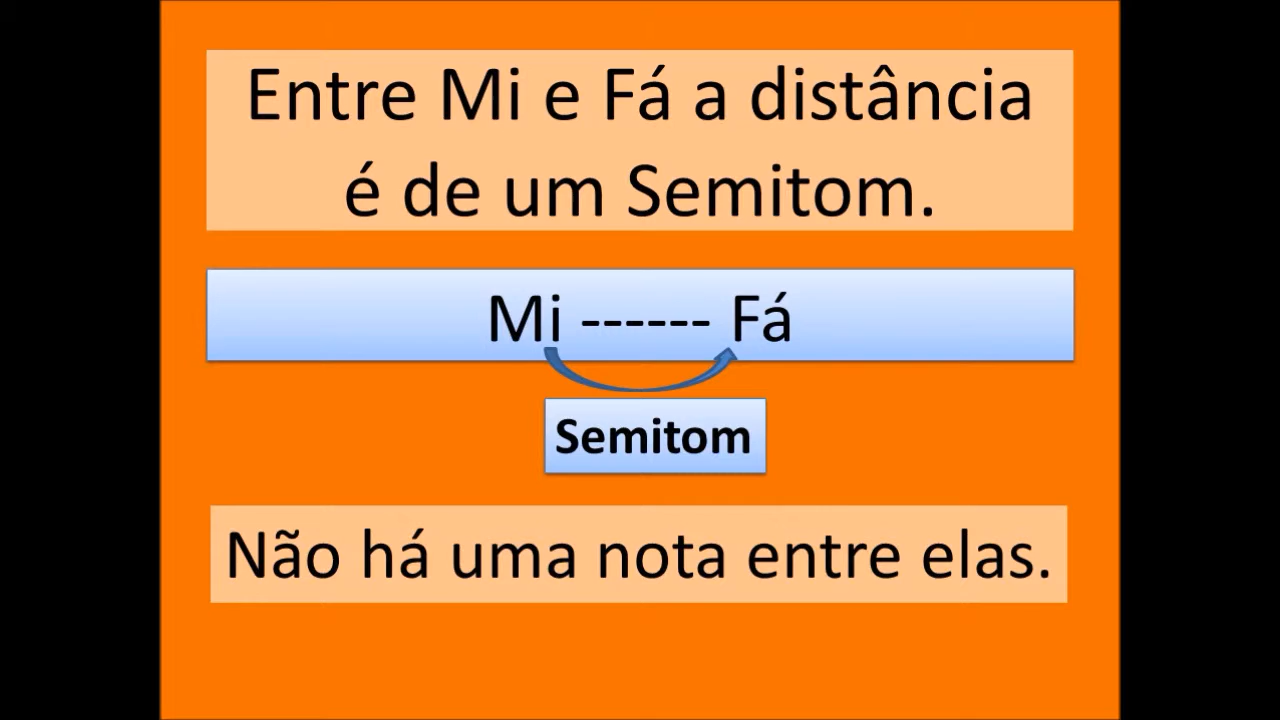 Entre Mi e Fá a distância
é de um Semitom.
Mi ------ Fá
Semitom
Não há uma nota entre elas.